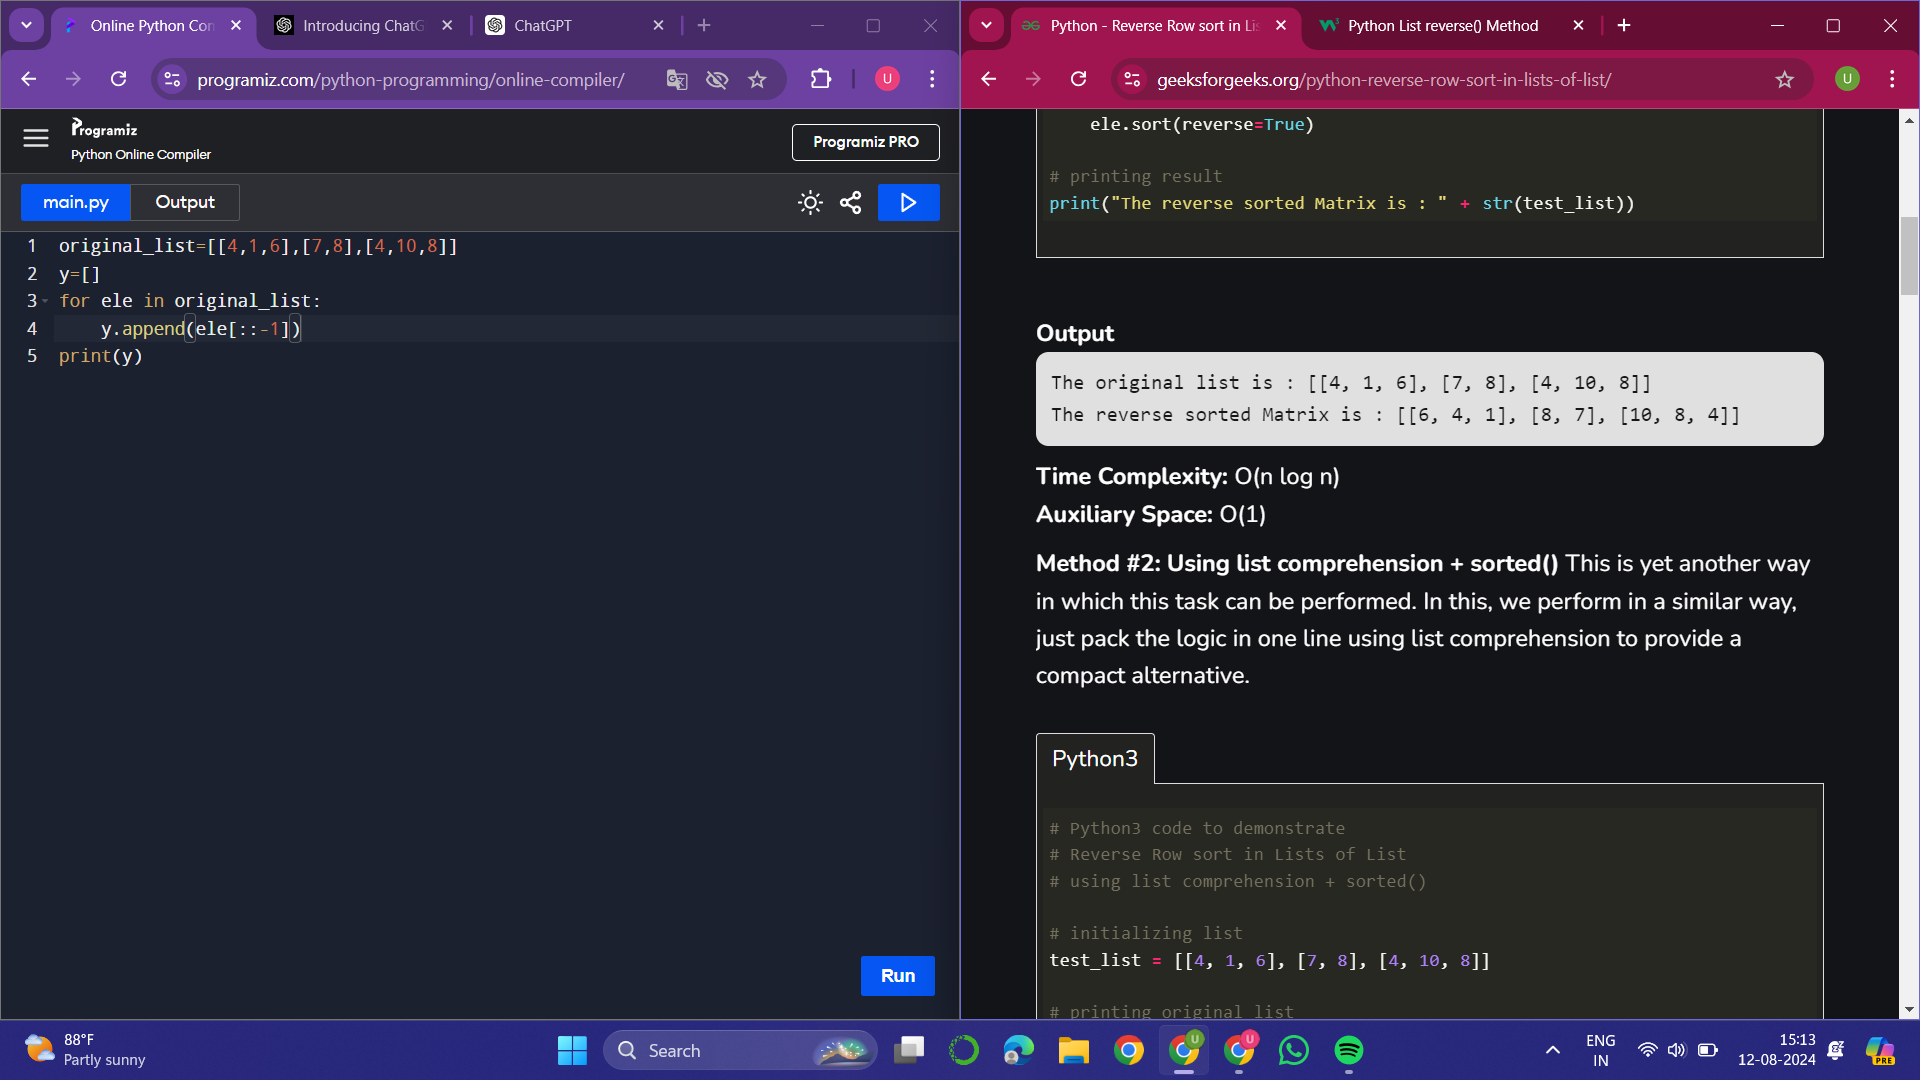 Online Python Con
Introducing ChatG
ChatGPT
programiz.com/python-programming/online-compiler/
U
Programiz
Python Online Compiler
Programiz PRO
main.py
Output
1 original_list=[[4,1,6],[7,8],[4,10,8]]
2 y=[]
3 for ele in original_list:
4 y.append(ele[::-1])
5 print(y)
Run
Python - Reverse Row sort in Lis
Python List reverse() Method
geeksforgeeks.org/python-reverse-row-sort-in-lists-of-list/
U
ele.sort(reverse=True)
# printing result
print("The reverse sorted Matrix is : " + str(test_list))
Output
The original list is : [[4, 1, 6], [7, 8], [4, 10, 8]]
The reverse sorted Matrix is : [[6, 4, 1], [8, 7], [10, 8, 4]]
Time Complexity: O(n log n)
Auxiliary Space: O(1)
Method #2: Using list comprehension + sorted() This is yet another way
in which this task can be performed. In this, we perform in a similar way,
just pack the logic in one line using list comprehension to provide a
compact alternative.
Python3
# Python3 code to demonstrate
# Reverse Row sort in Lists of List
# using list comprehension + sorted()
# initializing list
test_list = [[4, 1, 6], [7, 8], [4, 10, 8]]
# printing original list
88°F
Partly sunny
Search
U
U
ENG
IN
15:13
12-08-2024
PRE